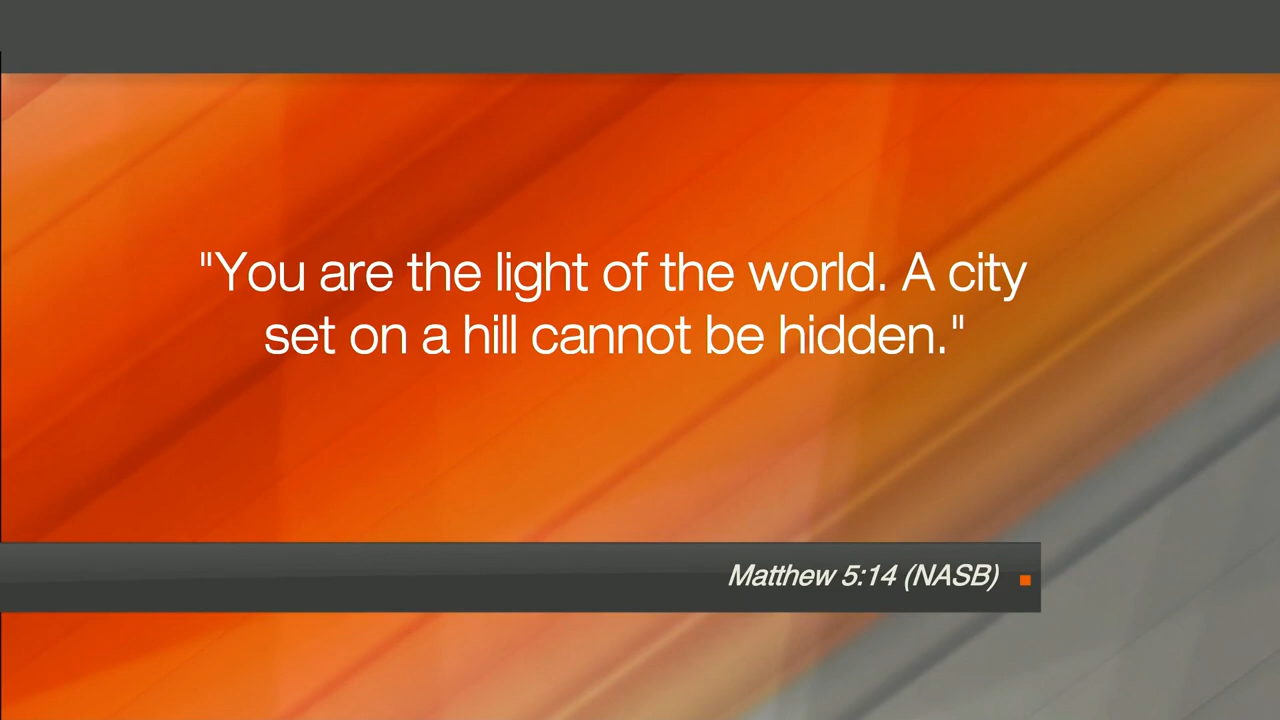 "You are the light of the world. A city
set on a hill cannot be hidden."
Matthew 5:14 (NASB)